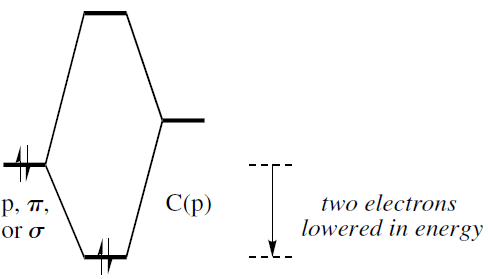 p, π,
or σ
C(p)
two electrons
lowered in energy